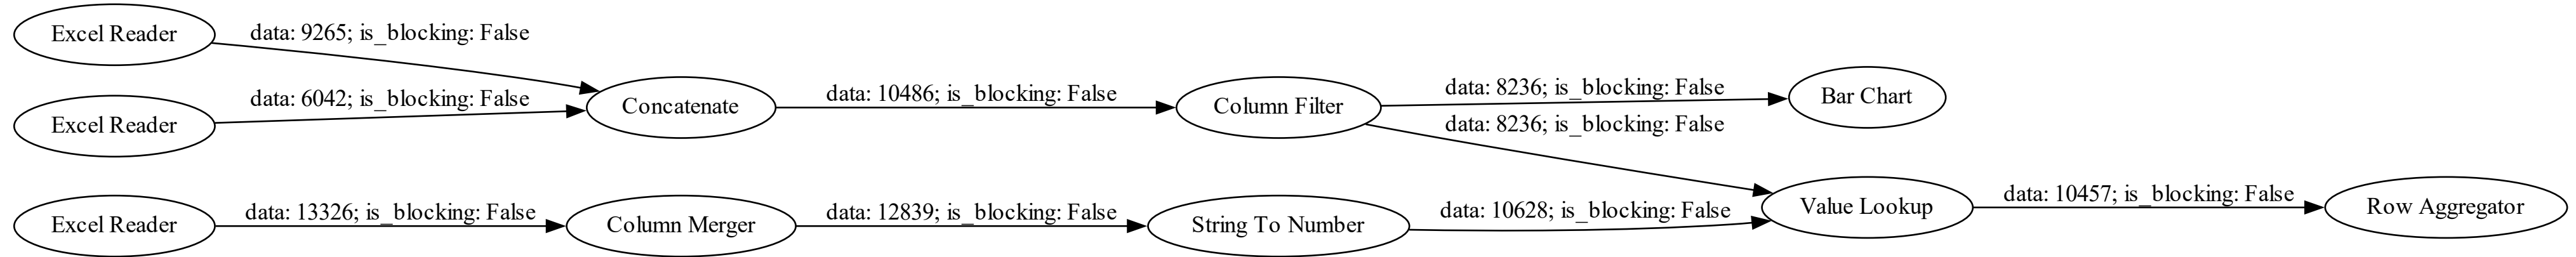 Excel Reader
data: 9265; is_blocking: False
Excel Reader
data: 6042; is_blocking: False
Concatenate
data: 10486; is_blocking: False
Column Filter
data: 8236; is_blocking: False
Bar Chart
data: 8236; is_blocking: False
Excel Reader
data: 13326; is_blocking: False
Column Merger
data: 12839; is_blocking: False
String To Number
data: 10628; is_blocking: False
Value Lookup
data: 10457; is_blocking: False
Row Aggregator